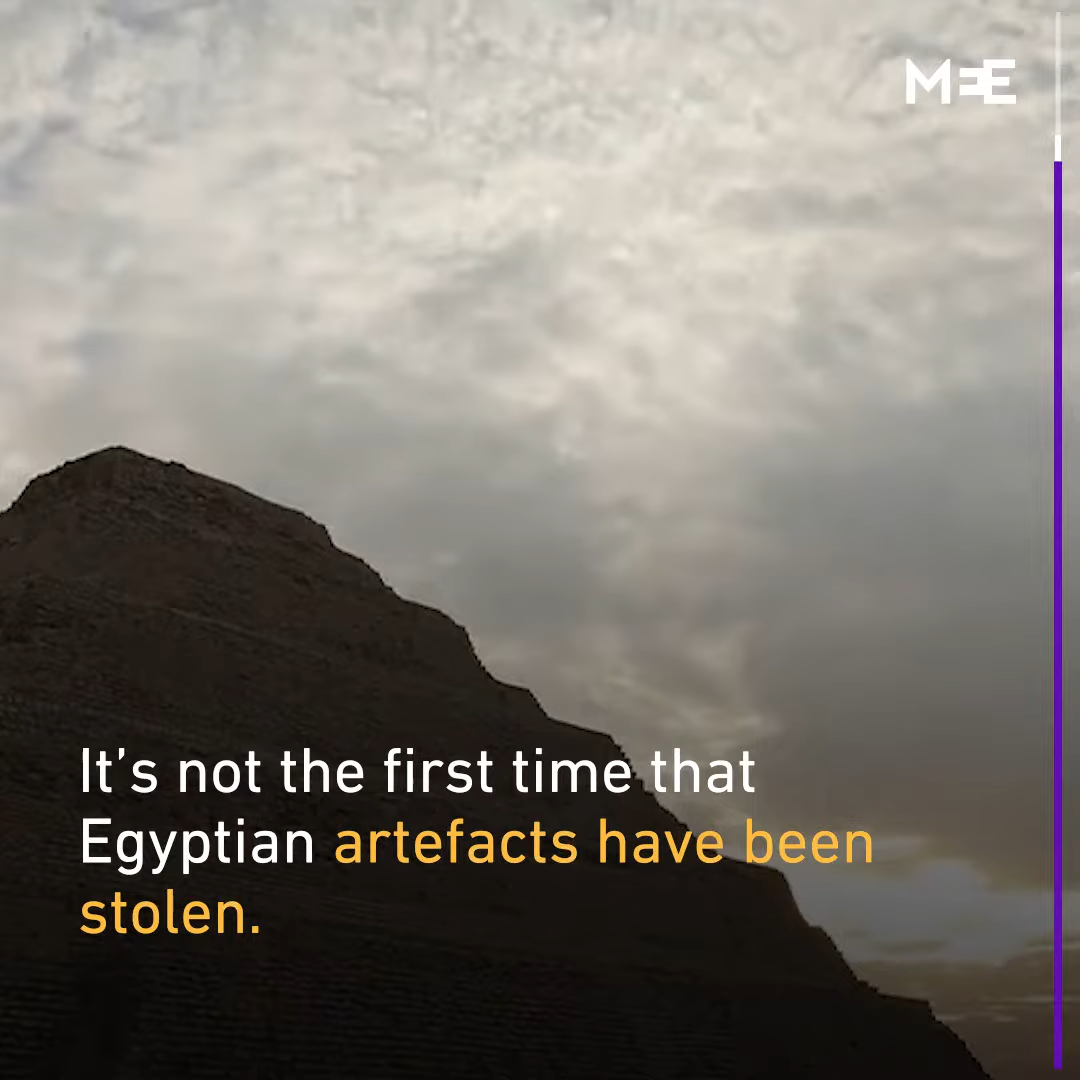 MEE
It's not the first time that
Egyptian artefacts have been
stolen.